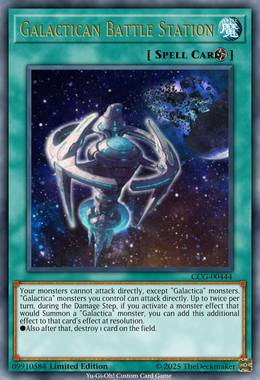 GALACTICAN BATTLE STATION
[ SPELL CARD ]
CCG-00444
Your monsters cannot attack directly, except "Galactica" monsters.
"Galactica" monsters you control can attack directly. Up to twice per
turn, during the Damage Step, if you activate a monster effect that
would Summon a "Galactica" monster, you can add this additional
effect to that card's effect at resolution.
●Also after that, destroy 1 card on the field.
09910584 Limited Edition
© 2025 TheDeckmaker
Yu-Gi-Oh! Custom Card Game